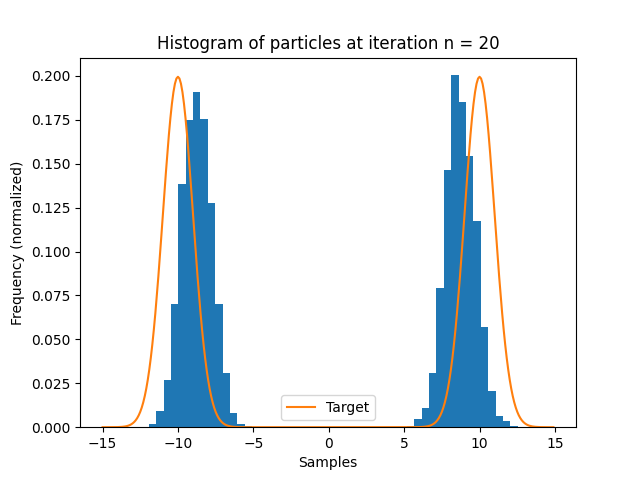 Histogram of particles at iteration n = 20
Frequency (normalized)
0.200
0.175
0.150
0.125
0.100
0.075
0.050
0.025
0.000
Target
−15 −10 −5 0 5 10 15
Samples